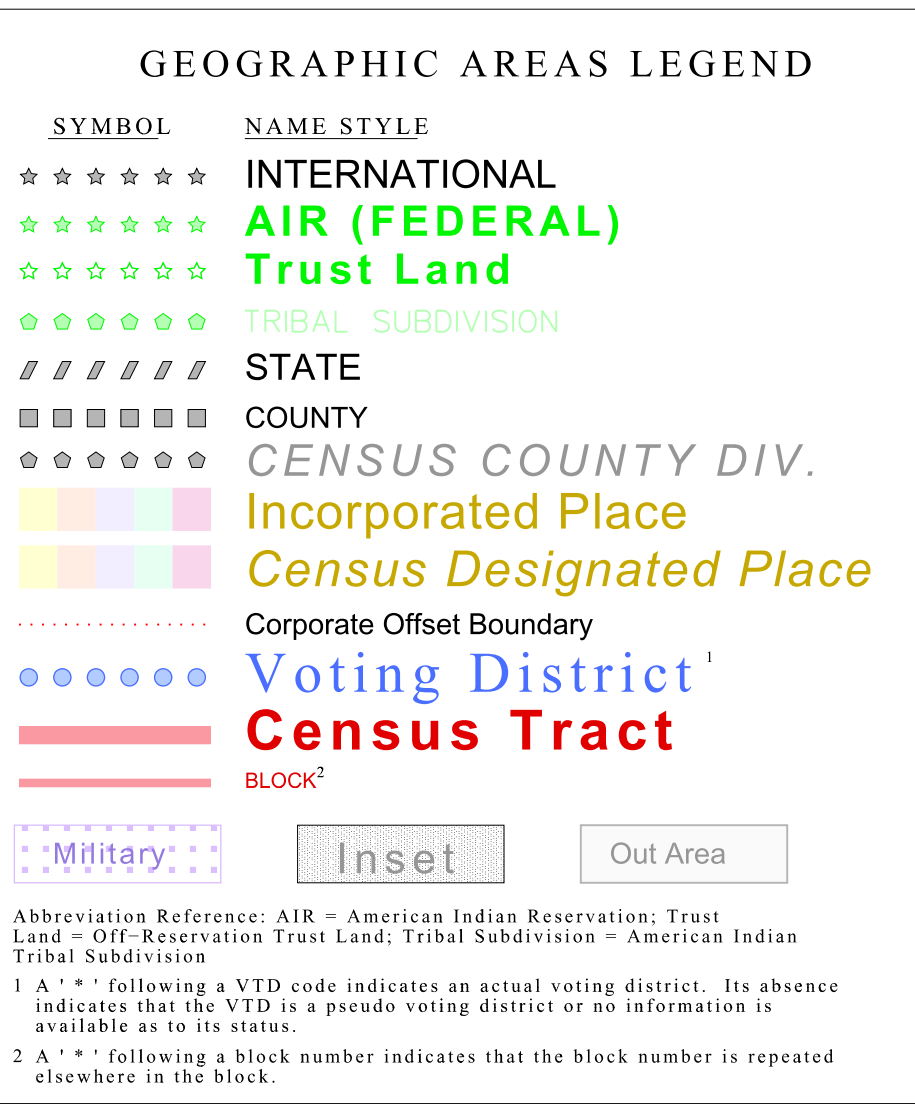 GEOGRAPHIC AREAS LEGEND
SYMBOL NAME STYLE
INTERNATIONAL
AIR (FEDERAL)
Trust Land
TRIBAL SUBDIVISION
STATE
COUNTY
CENSUS COUNTY DIV.
Incorporated Place
Census Designated Place
Corporate Offset Boundary
Voting District 1
Census Tract
BLOCK2
Military Inset Out Area
Abbreviation Reference: AIR = American Indian Reservation; Trust
Land = Off−Reservation Trust Land; Tribal Subdivision = American Indian
Tribal Subdivision
1 A ' * ' following a VTD code indicates an actual voting district. Its absence
indicates that the VTD is a pseudo voting district or no information is
available as to its status.
2 A ' * ' following a block number indicates that the block number is repeated
elsewhere in the block.